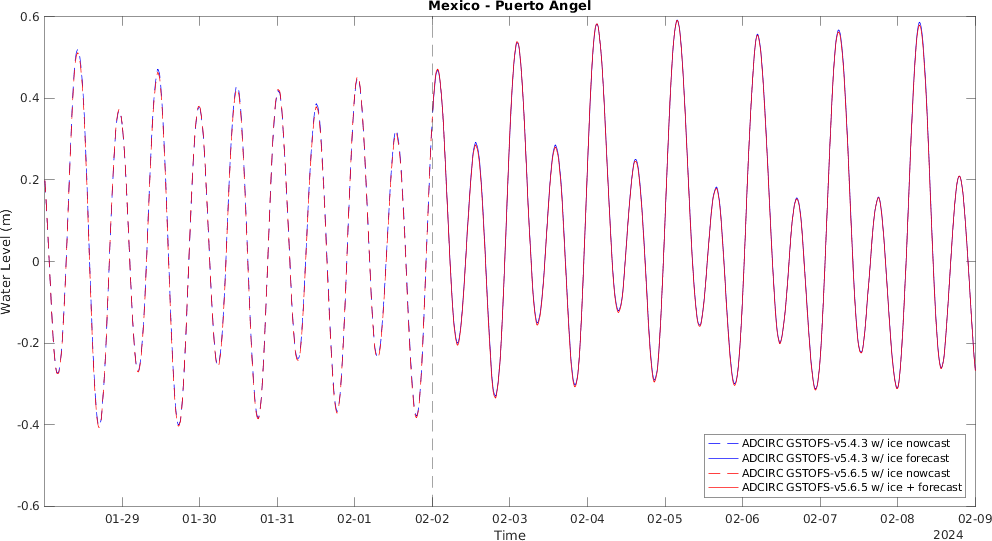 Mexico - Puerto Angel
Water Level (m)
0.6
0.4
0.2
0
-0.2
-0.4
-0.6
ADCIRC GSTOFS-v5.4.3 w/ ice nowcast
ADCIRC GSTOFS-v5.4.3 w/ ice forecast
ADCIRC GSTOFS-v5.6.5 w/ ice nowcast
ADCIRC GSTOFS-v5.6.5 w/ ice + forecast
01-29 01-30 01-31 02-01 02-02 02-03 02-04 02-05 02-06 02-07 02-08 02-09
Time
2024